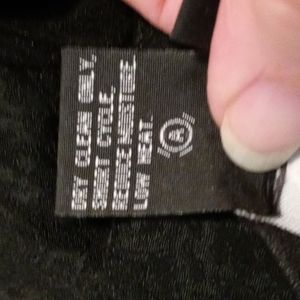 DRY CLEAN ONLY,
SHORT CYCLE,
REDUCE MOISTURE,
LOW HEAT.
A